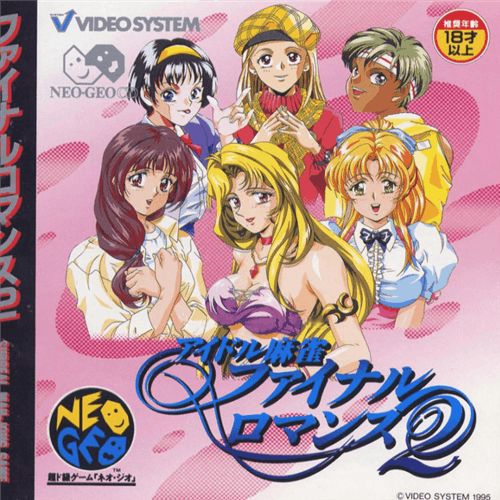 ファイナルロマンス2
VIDEO SYSTEM
NEO-GEO CD
推奨年齢
18才
以上
アイドル麻雀
ファイナル
ロマンス2
NEO
GEO
TM
超ド級ゲーム「ネオ・ジオ」
©VIDEO SYSTEM 1995